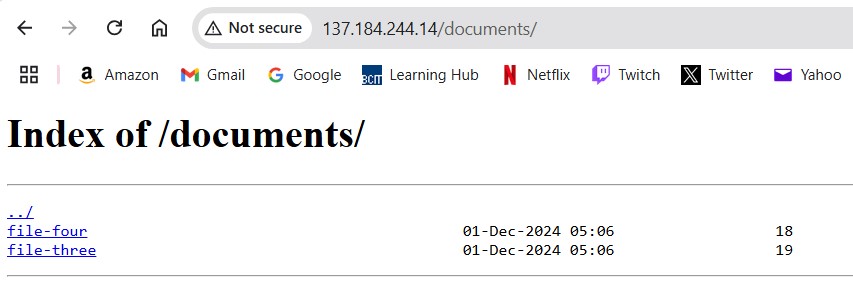 Not secure 137.184.244.14/documents/
Amazon Gmail Google BCIT Learning Hub Netflix Twitch Twitter Yahoo
Index of /documents/
../
file-four 01-Dec-2024 05:06 18
file-three 01-Dec-2024 05:06 19